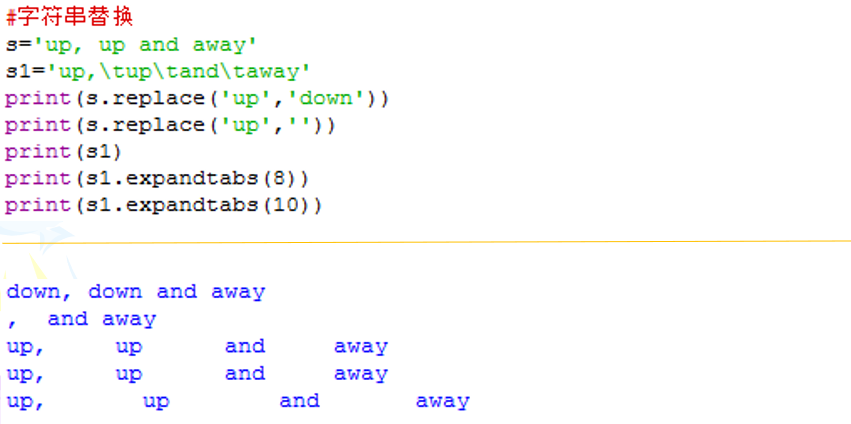 #字符串替换
s='up, up and away'
s1='up,\tup\tand\taway'
print(s.replace('up','down'))
print(s.replace('up',''))
print(s1)
print(s1.expandtabs(8))
print(s1.expandtabs(10))
down, down and away
,  and away
up,     up      and     away
up,     up      and     away
up,       up        and       away